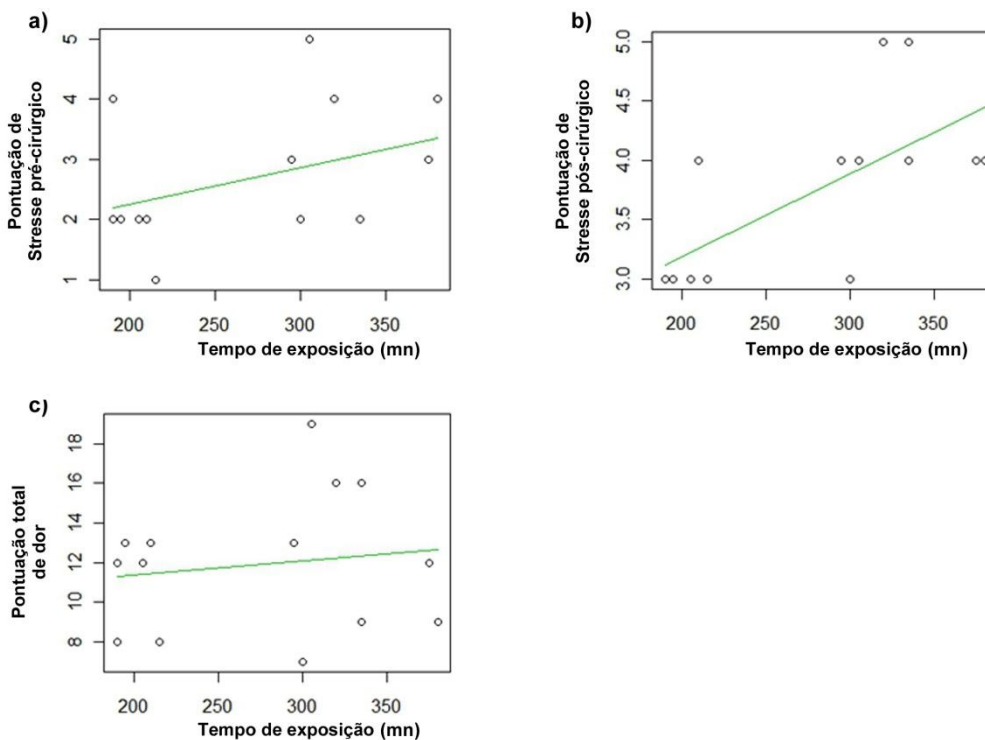 a)
Pontuação de
Stresse pré-cirúrgico
5
4
3
2
1
200 250 300 350
Tempo de exposição (mn)
b)
Pontuação de
Stresse pós-cirúrgico
5.0
4.5
4.0
3.5
3.0
200 250 300 350
Tempo de exposição (mn)
c)
Pontuação total
de dor
18
16
14
12
10
8
200 250 300 350
Tempo de exposição (mn)